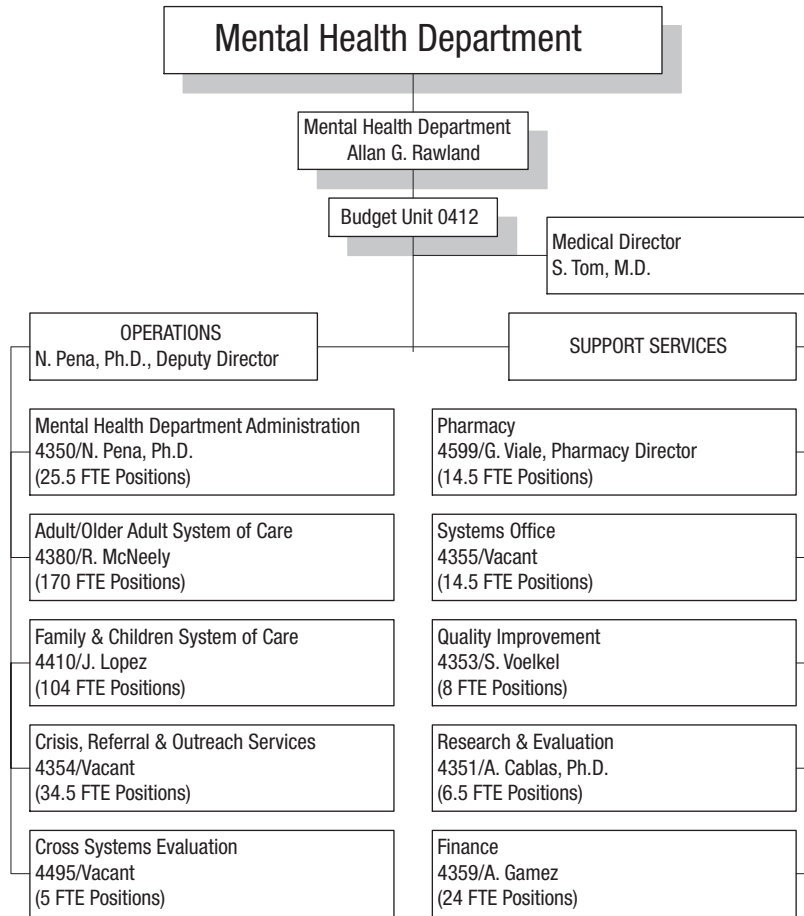 Mental Health Department
Mental Health Department
Allan G. Rawland
Budget Unit 0412
Medical Director
S. Tom, M.D.
OPERATIONS
N. Pena, Ph.D., Deputy Director
SUPPORT SERVICES
Mental Health Department Administration
4350/N. Pena, Ph.D.
(25.5 FTE Positions)
Adult/Older Adult System of Care
4380/R. McNeely
(170 FTE Positions)
Family & Children System of Care
4410/J. Lopez
(104 FTE Positions)
Crisis, Referral & Outreach Services
4354/Vacant
(34.5 FTE Positions)
Cross Systems Evaluation
4495/Vacant
(5 FTE Positions)
Pharmacy
4599/G. Viale, Pharmacy Director
(14.5 FTE Positions)
Systems Office
4355/Vacant
(14.5 FTE Positions)
Quality Improvement
4353/S. Voelkel
(8 FTE Positions)
Research & Evaluation
4351/A. Cablas, Ph.D.
(6.5 FTE Positions)
Finance
4359/A. Gamez
(24 FTE Positions)